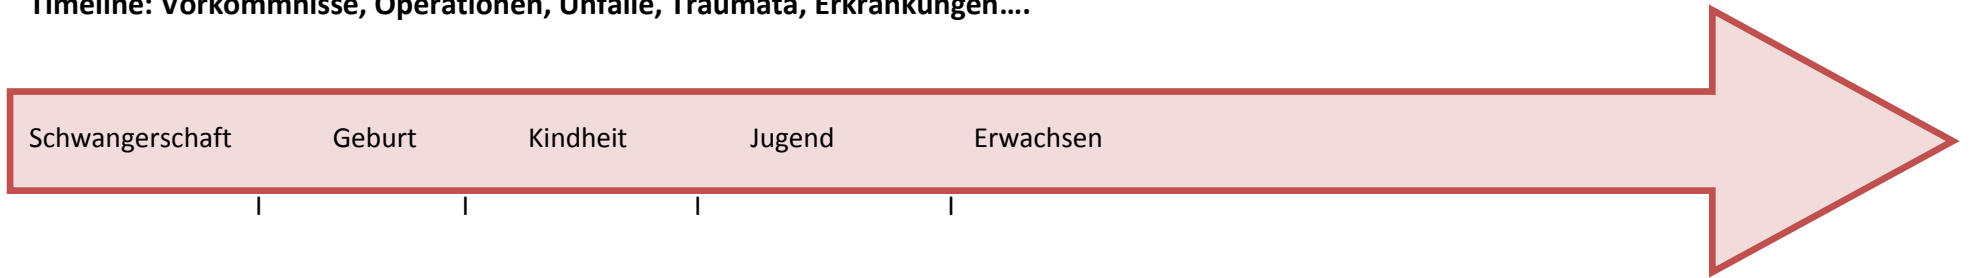 Timeline: Vorkommnisse, Operationen, Unfälle, Traumata, Erkrankungen….
Schwangerschaft Geburt Kindheit Jugend Erwachsen